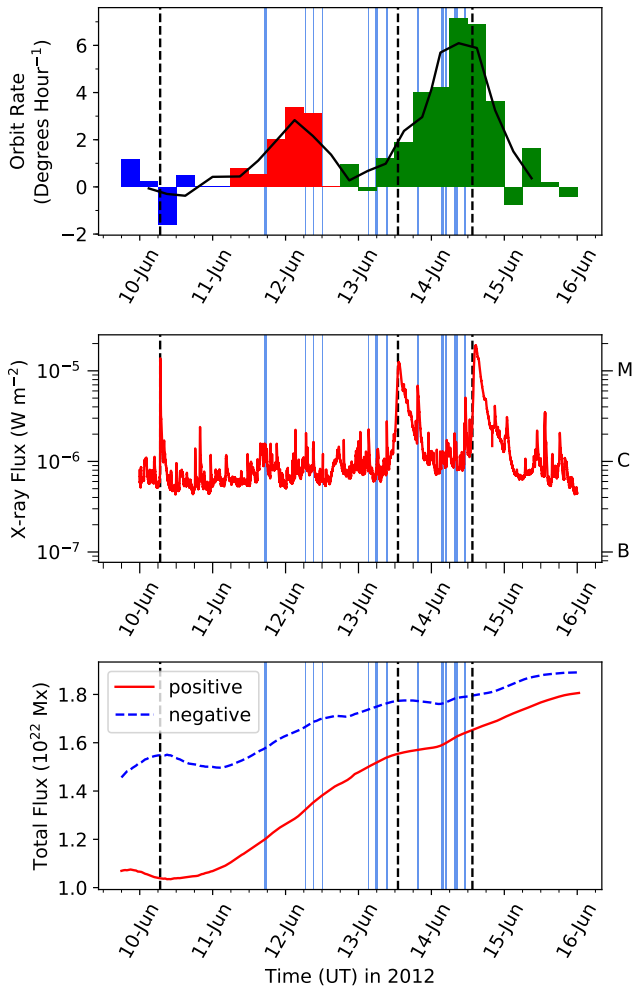 Orbit Rate
(Degrees Hour⁻¹)
6
4
2
0
−2
10-Jun
11-Jun
12-Jun
13-Jun
14-Jun
15-Jun
16-Jun
X-ray Flux (W m⁻²)
10⁻⁵
10⁻⁶
10⁻⁷
M
C
B
10-Jun
11-Jun
12-Jun
13-Jun
14-Jun
15-Jun
16-Jun
Total Flux (10²² Mx)
1.8
1.6
1.4
1.2
1.0
positive
negative
10-Jun
11-Jun
12-Jun
13-Jun
14-Jun
15-Jun
16-Jun
Time (UT) in 2012